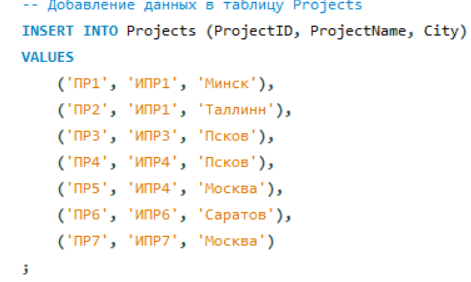 -- Добавление данных в таблицу Projects
INSERT INTO Projects (ProjectID, ProjectName, City)
VALUES
('ПР1', 'ИПР1', 'Минск'),
('ПР2', 'ИПР1', 'Таллинн'),
('ПР3', 'ИПР3', 'Псков'),
('ПР4', 'ИПР4', 'Псков'),
('ПР5', 'ИПР4', 'Москва'),
('ПР6', 'ИПР6', 'Саратов'),
('ПР7', 'ИПР7', 'Москва')
;